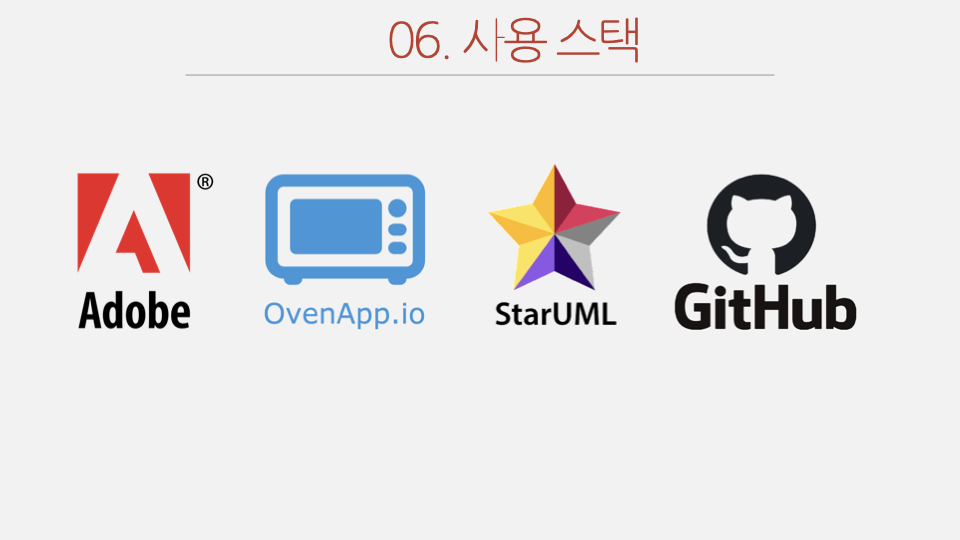 06. 사용 스택
Adobe ®
OvenApp.io
StarUML
GitHub